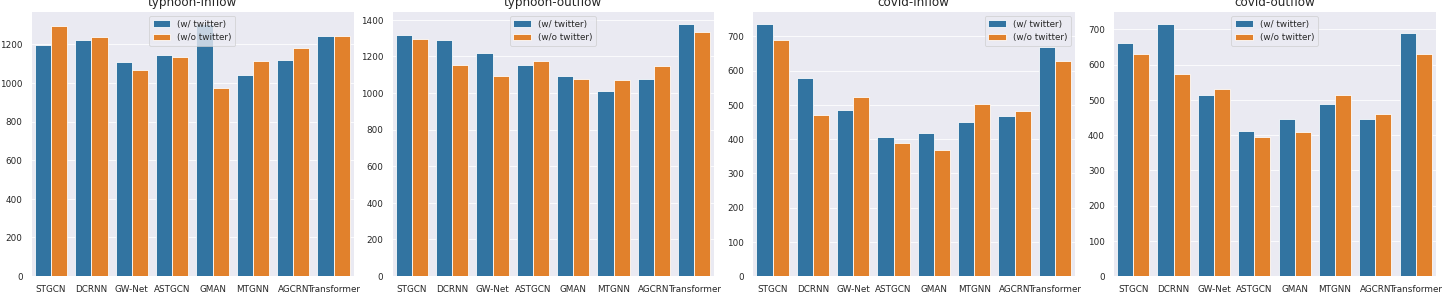 typhoon-inflow
(w/ twitter)
(w/o twitter)
1200
1000
800
600
400
200
0
STGCN DCRNN GW-Net ASTGCN GMAN MTGNN AGCRN Transformer
typhoon-outflow
(w/ twitter)
(w/o twitter)
1400
1200
1000
800
600
400
200
0
STGCN DCRNN GW-Net ASTGCN GMAN MTGNN AGCRN Transformer
covid-inflow
(w/ twitter)
(w/o twitter)
700
600
500
400
300
200
100
0
STGCN DCRNN GW-Net ASTGCN GMAN MTGNN AGCRN Transformer
covid-outflow
(w/ twitter)
(w/o twitter)
700
600
500
400
300
200
100
0
STGCN DCRNN GW-Net ASTGCN GMAN MTGNN AGCRN Transformer